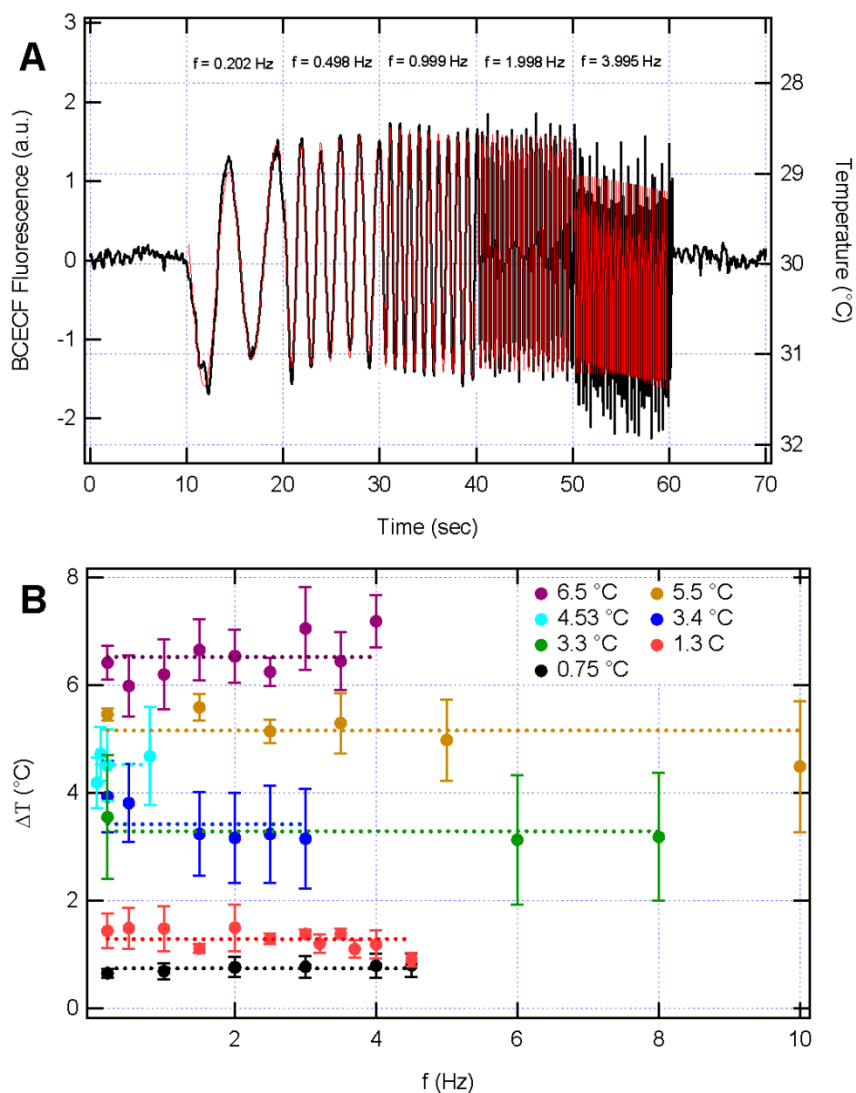 A
f = 0.202 Hz
f = 0.498 Hz
f = 0.999 Hz
f = 1.998 Hz
f = 3.995 Hz
BCECF Fluorescence (a.u.)
3
2
1
0
-1
-2
28
29
30
31
32
Temperature (°C)
0 10 20 30 40 50 60 70
Time (sec)
B
ΔT (°C)
8
6
4
2
0
6.5 °C 5.5 °C
4.53 °C 3.4 °C
3.3 °C 1.3 C
0.75 °C
2 4 6 8 10
f (Hz)